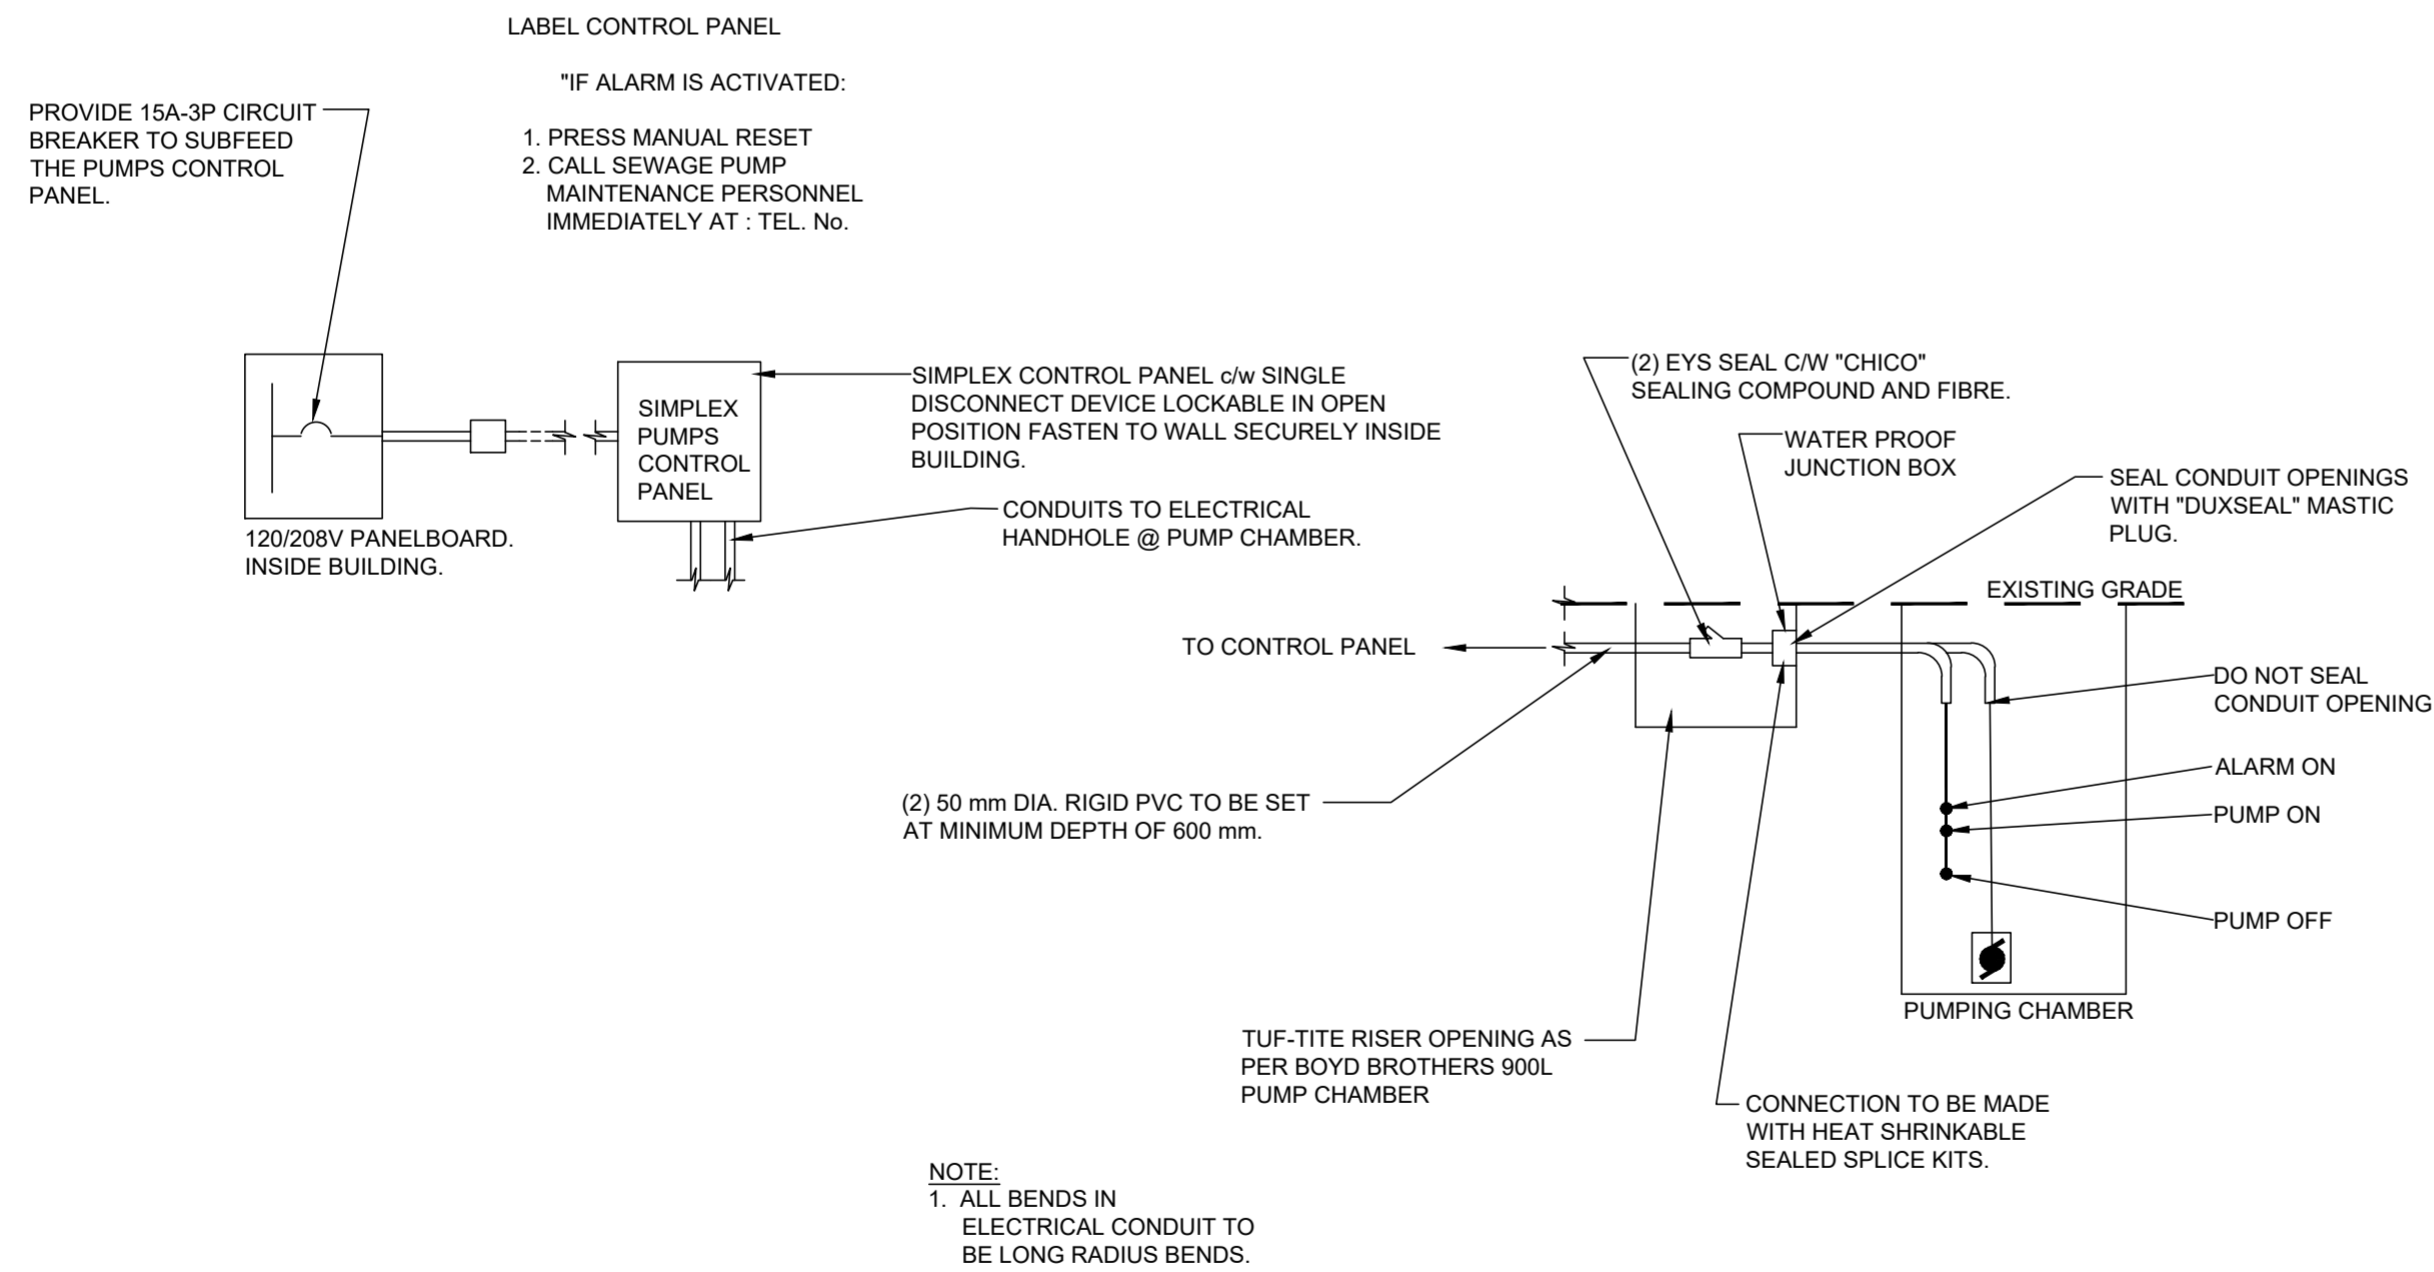 LABEL CONTROL PANEL
"IF ALARM IS ACTIVATED:
1. PRESS MANUAL RESET
2. CALL SEWAGE PUMP
MAINTENANCE PERSONNEL
IMMEDIATELY AT : TEL. No.
PROVIDE 15A-3P CIRCUIT
BREAKER TO SUBFEED
THE PUMPS CONTROL
PANEL.
120/208V PANELBOARD.
INSIDE BUILDING.
SIMPLEX
PUMPS
CONTROL
PANEL
SIMPLEX CONTROL PANEL c/w SINGLE
DISCONNECT DEVICE LOCKABLE IN OPEN
POSITION FASTEN TO WALL SECURELY INSIDE
BUILDING.
CONDUITS TO ELECTRICAL
HANDHOLE @ PUMP CHAMBER.
(2) EYS SEAL C/W "CHICO"
SEALING COMPOUND AND FIBRE.
WATER PROOF
JUNCTION BOX
SEAL CONDUIT OPENINGS
WITH "DUXSEAL" MASTIC
PLUG.
EXISTING GRADE
TO CONTROL PANEL
DO NOT SEAL
CONDUIT OPENING
ALARM ON
PUMP ON
PUMP OFF
(2) 50 mm DIA. RIGID PVC TO BE SET
AT MINIMUM DEPTH OF 600 mm.
PUMPING CHAMBER
TUF-TITE RISER OPENING AS
PER BOYD BROTHERS 900L
PUMP CHAMBER
CONNECTION TO BE MADE
WITH HEAT SHRINKABLE
SEALED SPLICE KITS.
NOTE:
1. ALL BENDS IN
ELECTRICAL CONDUIT TO
BE LONG RADIUS BENDS.